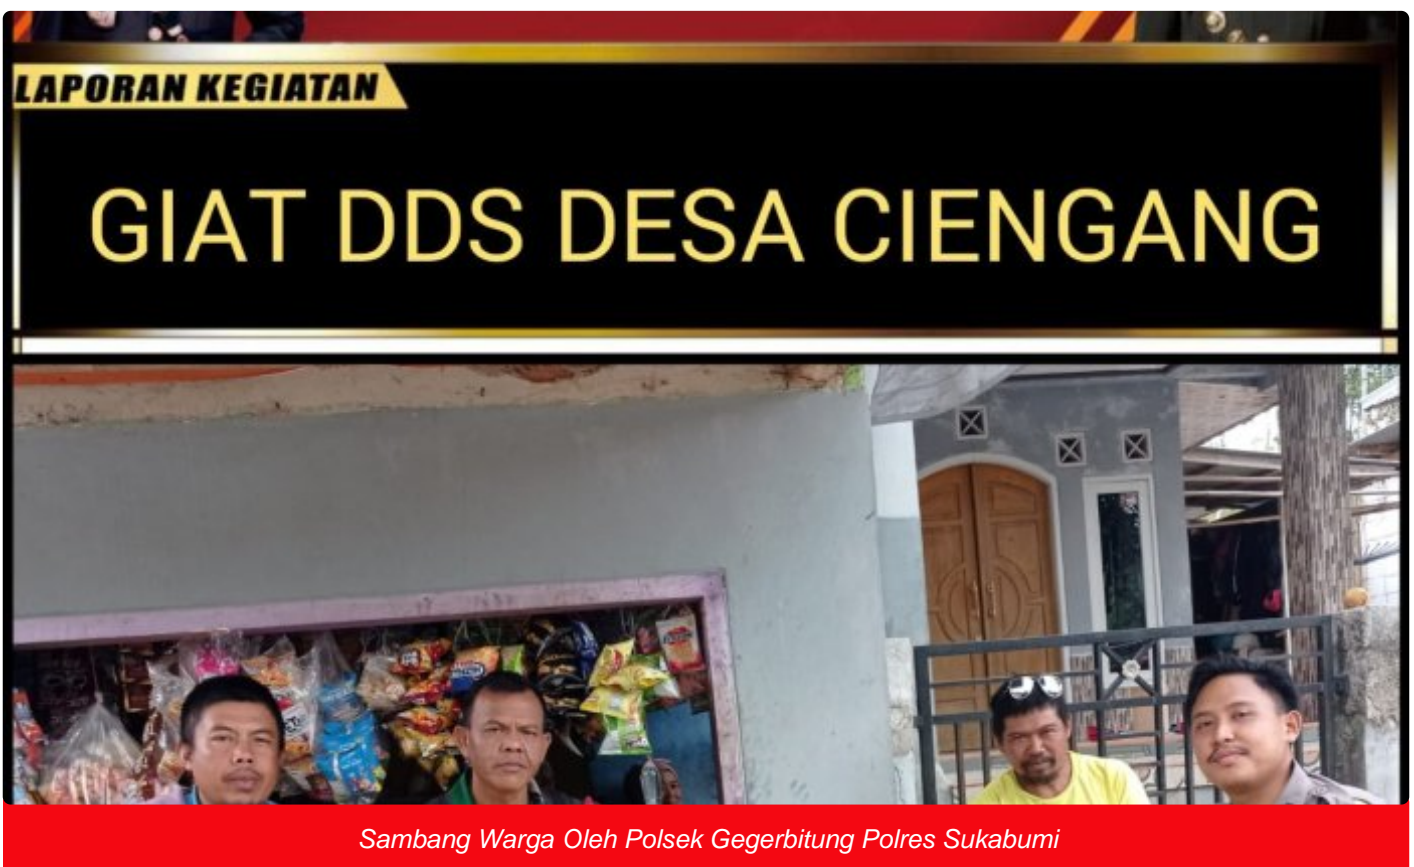 LAPORAN KEGIATAN
GIAT DDS DESA CIENGANG
Sambang Warga Oleh Polsek Gegerbitung Polres Sukabumi